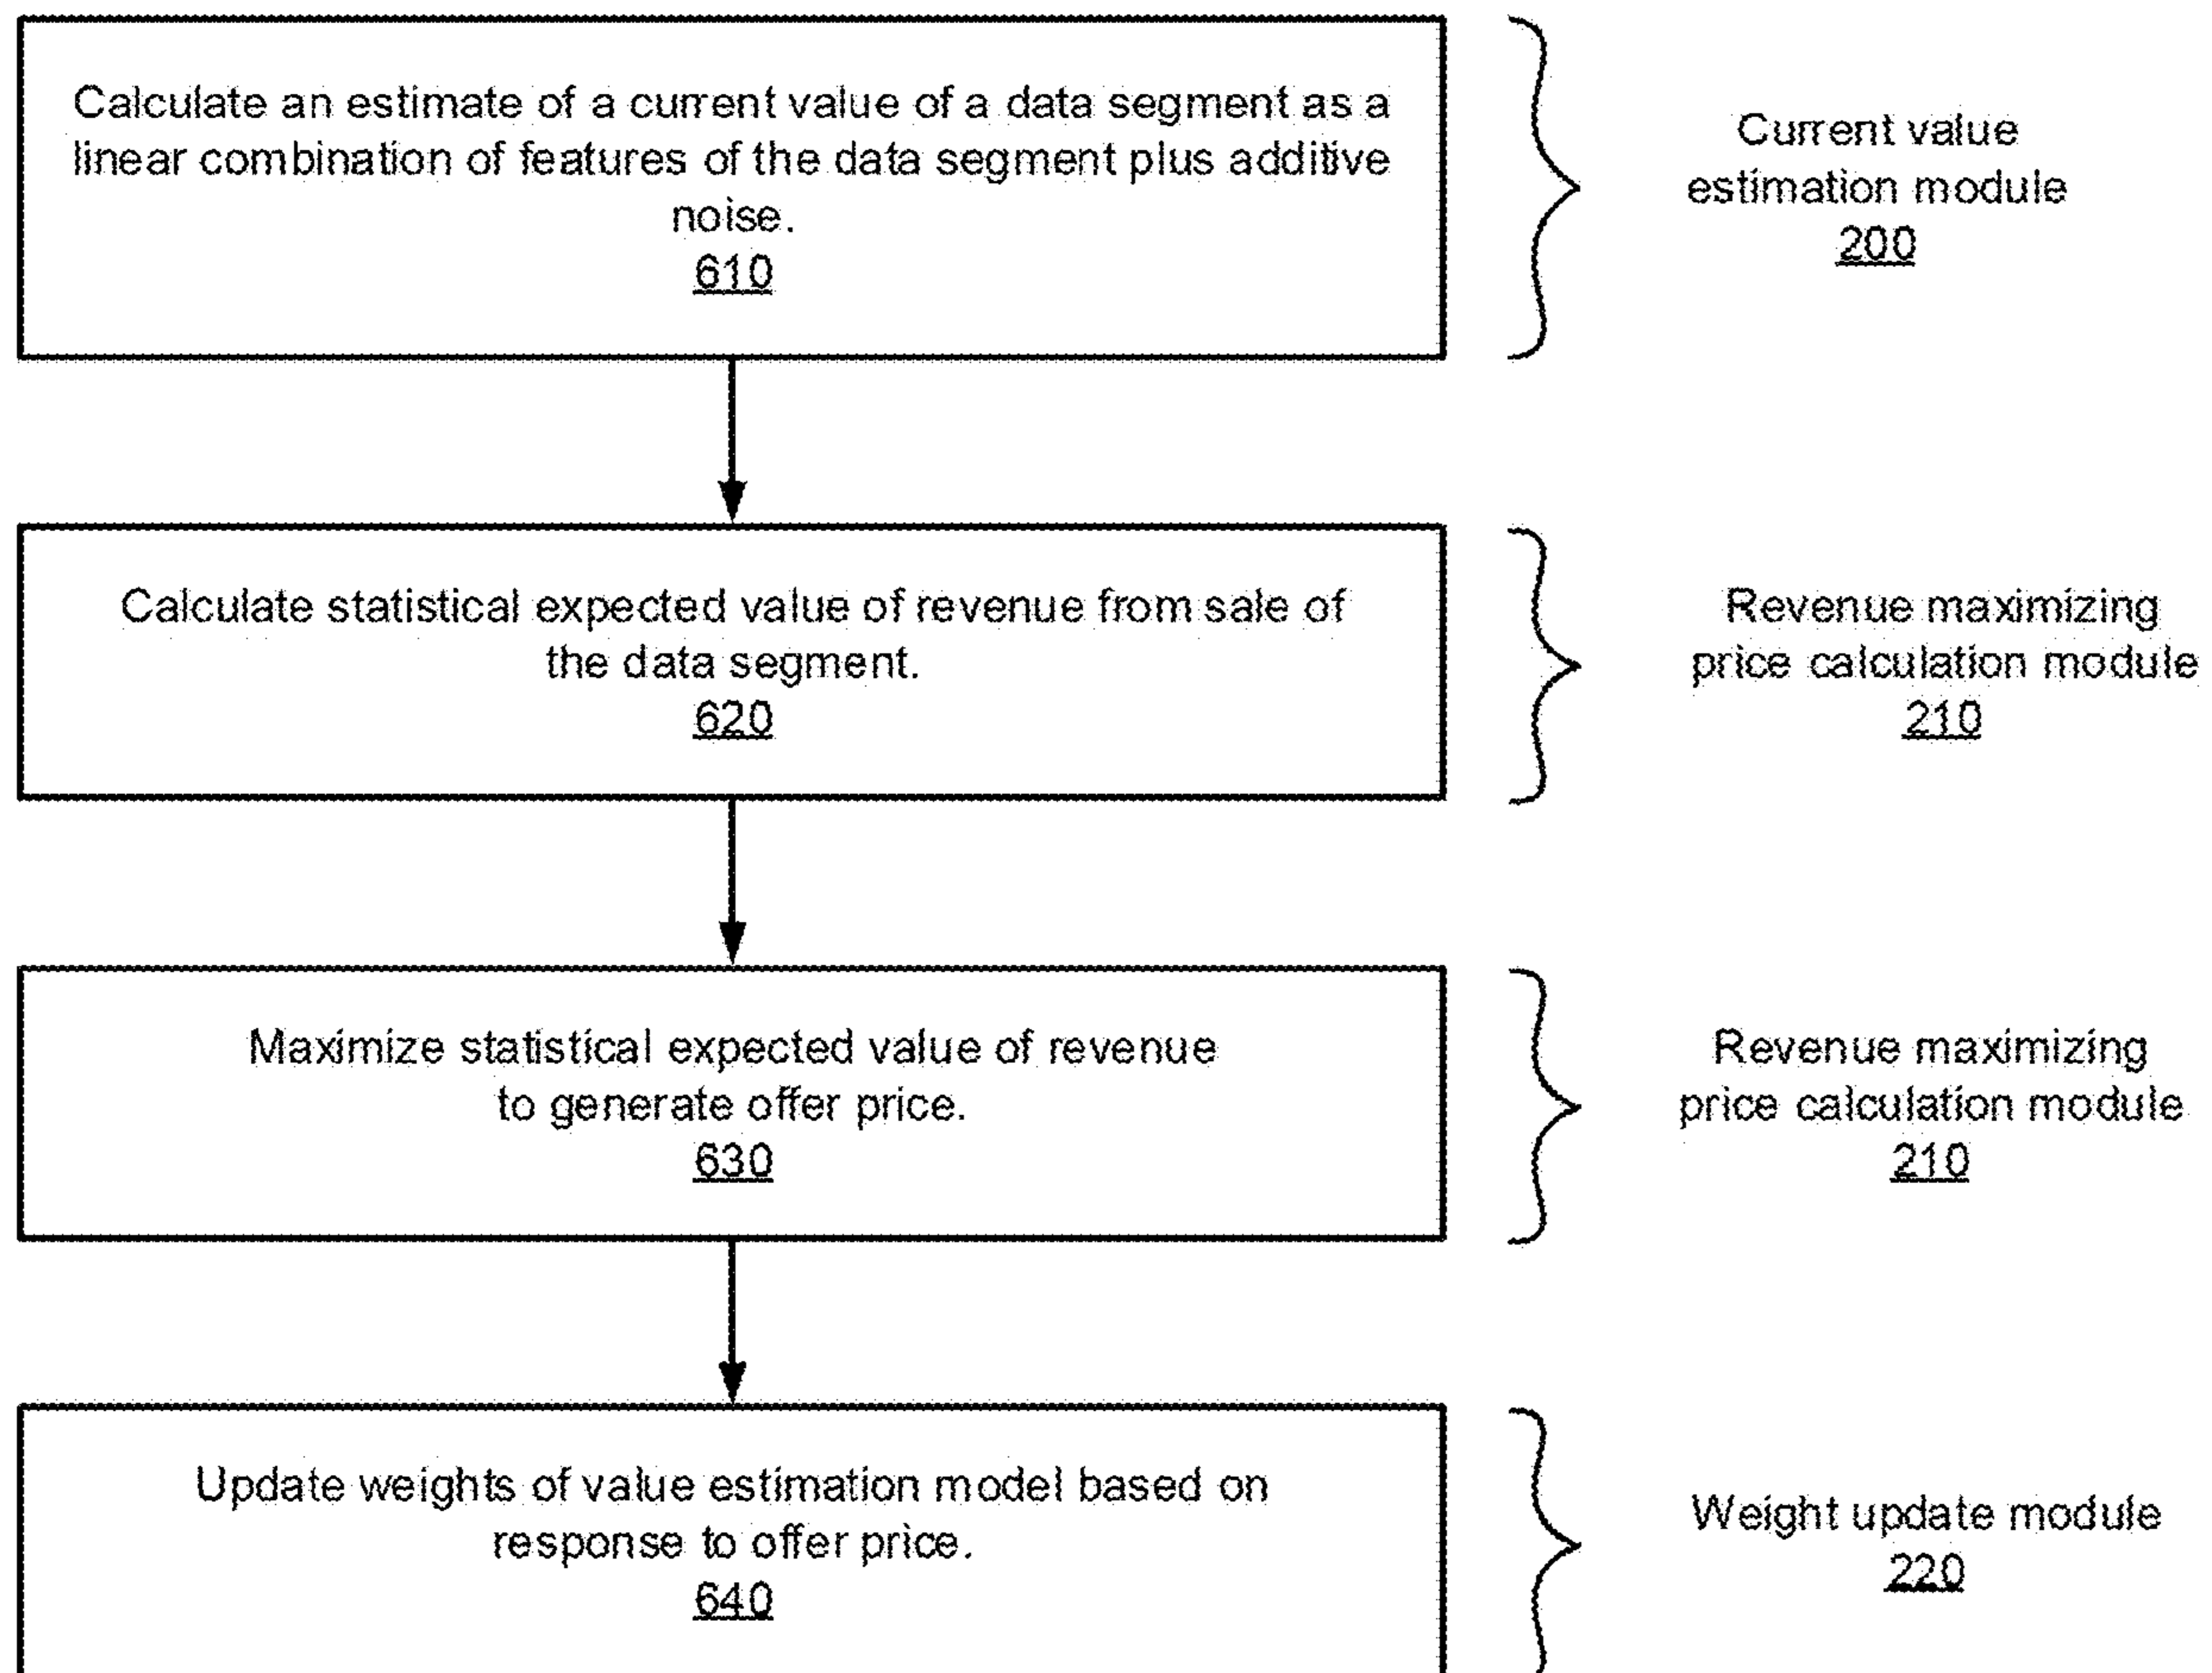 Calculate an estimate of a current value of a data segment as a
linear combination of features of the data segment plus additive
noise.
610
Current value
estimation module
200
Calculate statistical expected value of revenue from sale of
the data segment.
620
Revenue maximizing
price calculation module
210
Maximize statistical expected value of revenue
to generate offer price.
630
Revenue maximizing
price calculation module
210
Update weights of value estimation model based on
response to offer price.
640
Weight update module
220